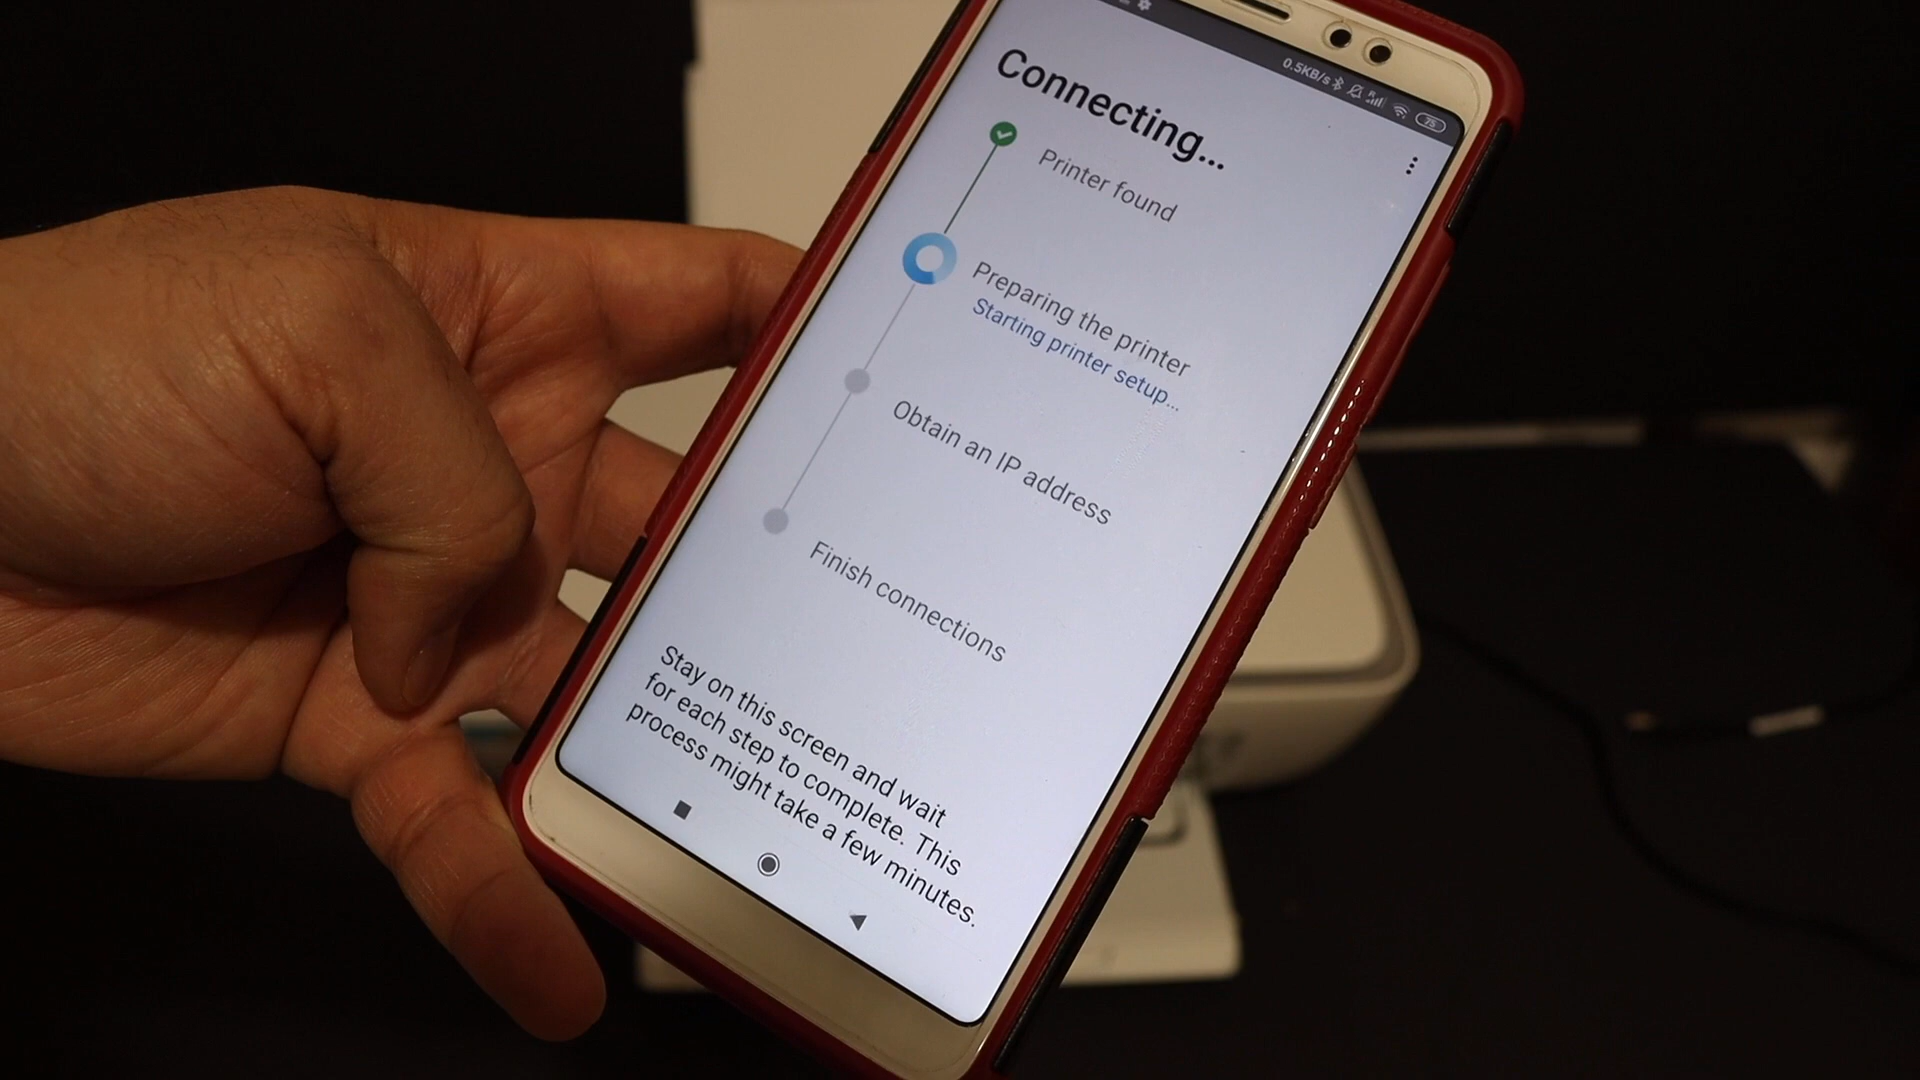 0.5KB/s
75
Connecting...
Printer found
Preparing the printer
Starting printer setup...
Obtain an IP address
Finish connections
Stay on this screen and wait
for each step to complete. This
process might take a few minutes.